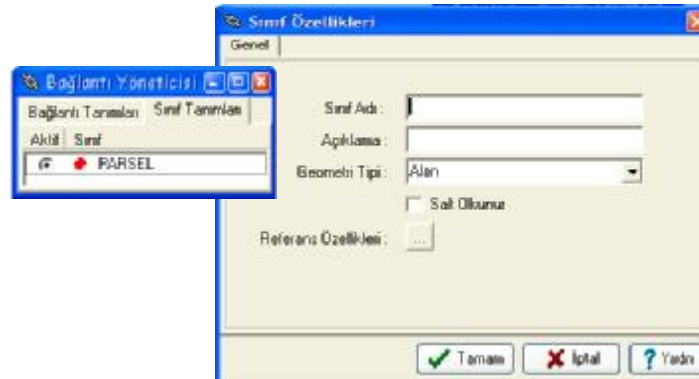 Sınıf Özellikleri
Genel
Bağlantı Yöneticisi
Bağlantı Tanımları Sınıf Tanımları
Aktif Sınıf
PARSEL
Sınıf Adı :
Açıklama :
Geometri Tipi : Alan
Salt Okunur
Referans Özellikleri : ...
Tamam İptal Yardım